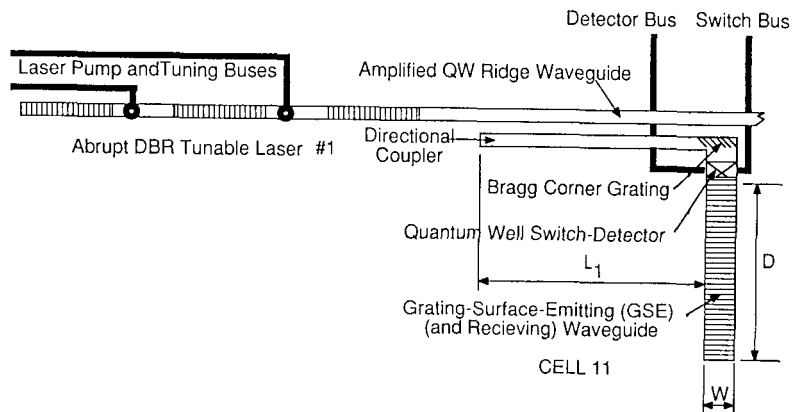 Detector Bus
Switch Bus
Laser Pump andTuning Buses
Amplified QW Ridge Waveguide
Abrupt DBR Tunable Laser #1
Directional
Coupler
Bragg Corner Grating
Quantum Well Switch-Detector
L1
D
Grating-Surface-Emitting (GSE)
(and Recieving) Waveguide
CELL 11
W